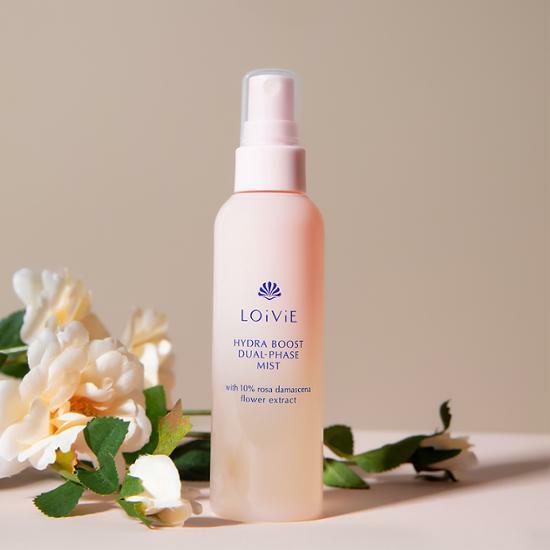 LOiViE
HYDRA BOOST
DUAL-PHASE
MIST
with 10% rosa damascena
flower extract